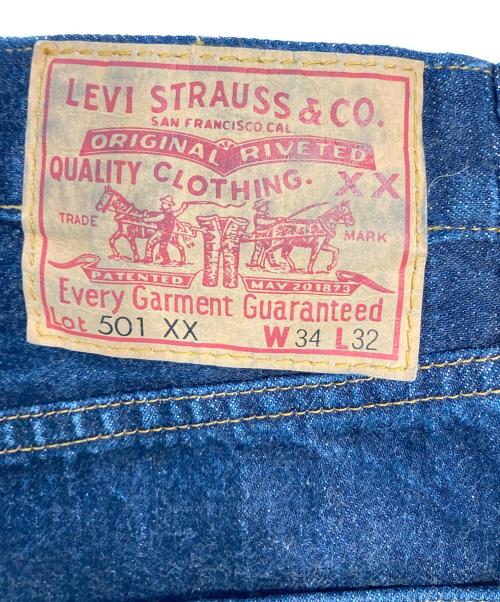 LEVI STRAUSS & CO.
SAN FRANCISCO, CAL.
ORIGINAL RIVETED
QUALITY CLOTHING. XX
TRADE MARK
PATENTED MAY 20 1873
Every Garment Guaranteed
Lot 501 XX W 34 L 32